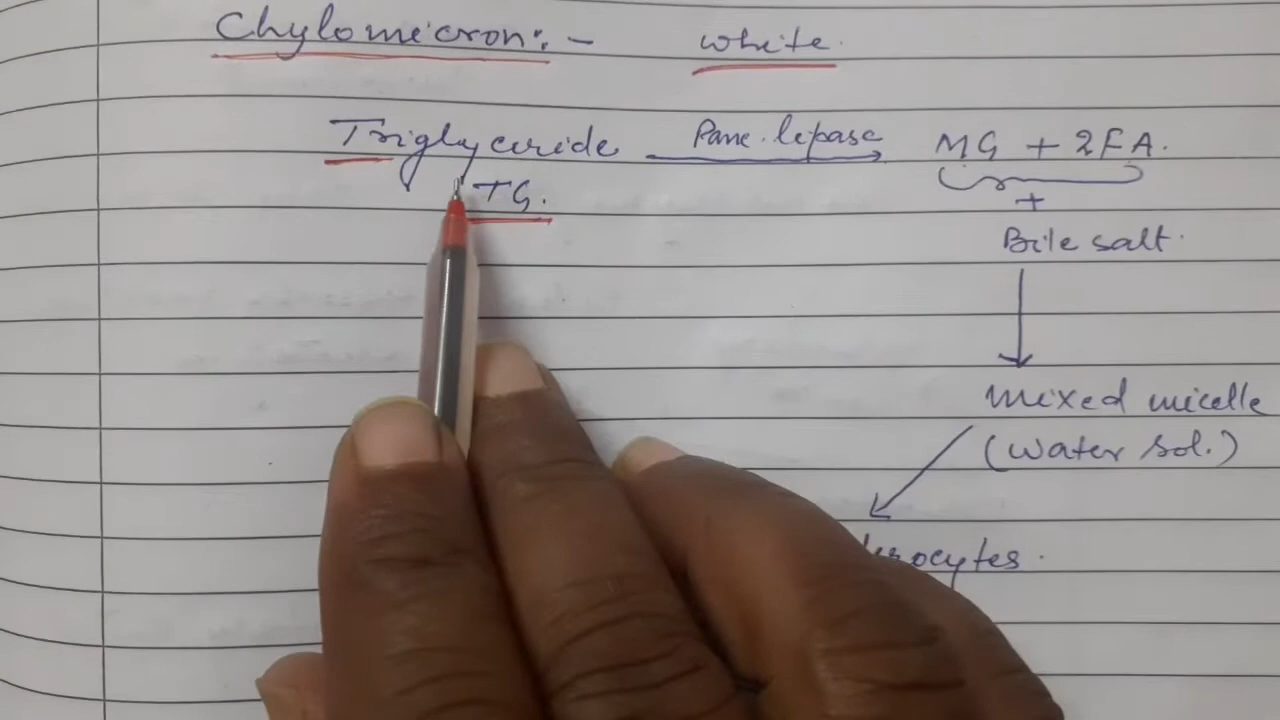 Chylomicron:- white.
Triglyceride Panc. lipase MG + 2FA.
TG. +
Bile salt.
Mixed micelle
(water sol.)